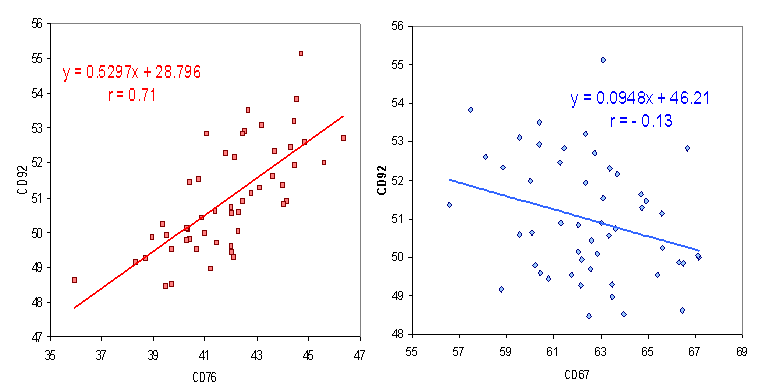 56
55
54
53
52
51
50
49
48
47
CD92
y = 0.5297x + 28.796
r = 0.71
35 37 39 41 43 45 47
CD76
56
55
54
53
52
51
50
49
48
CD92
y = 0.0948x + 46.21
r = - 0.13
55 57 59 61 63 65 67 69
CD67